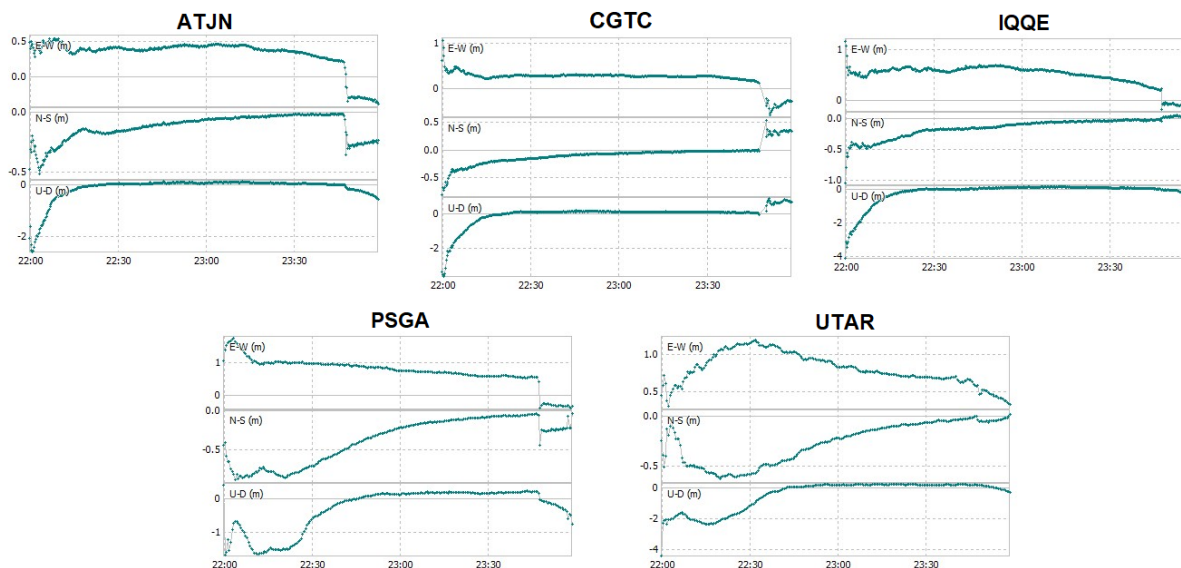 ATJN
CGTC
IQQE
0.5
E-W (m)
0.0
0.0
N-S (m)
-0.5
0
U-D (m)
-2
22:00
22:30
23:00
23:30
1
E-W (m)
0
0.5
N-S (m)
0.0
-0.5
U-D (m)
0
-2
22:00
22:30
23:00
23:30
1
E-W (m)
0
0.0
N-S (m)
-0.5
-1.0
0
U-D (m)
-2
-4
22:00
22:30
23:00
23:30
PSGA
UTAR
E-W (m)
1
0.0
N-S (m)
-0.5
0
U-D (m)
-1
22:00
22:30
23:00
23:30
E-W (m)
1.0
0.5
0.0
N-S (m)
-0.5
0
U-D (m)
-2
-4
22:00
22:30
23:00
23:30